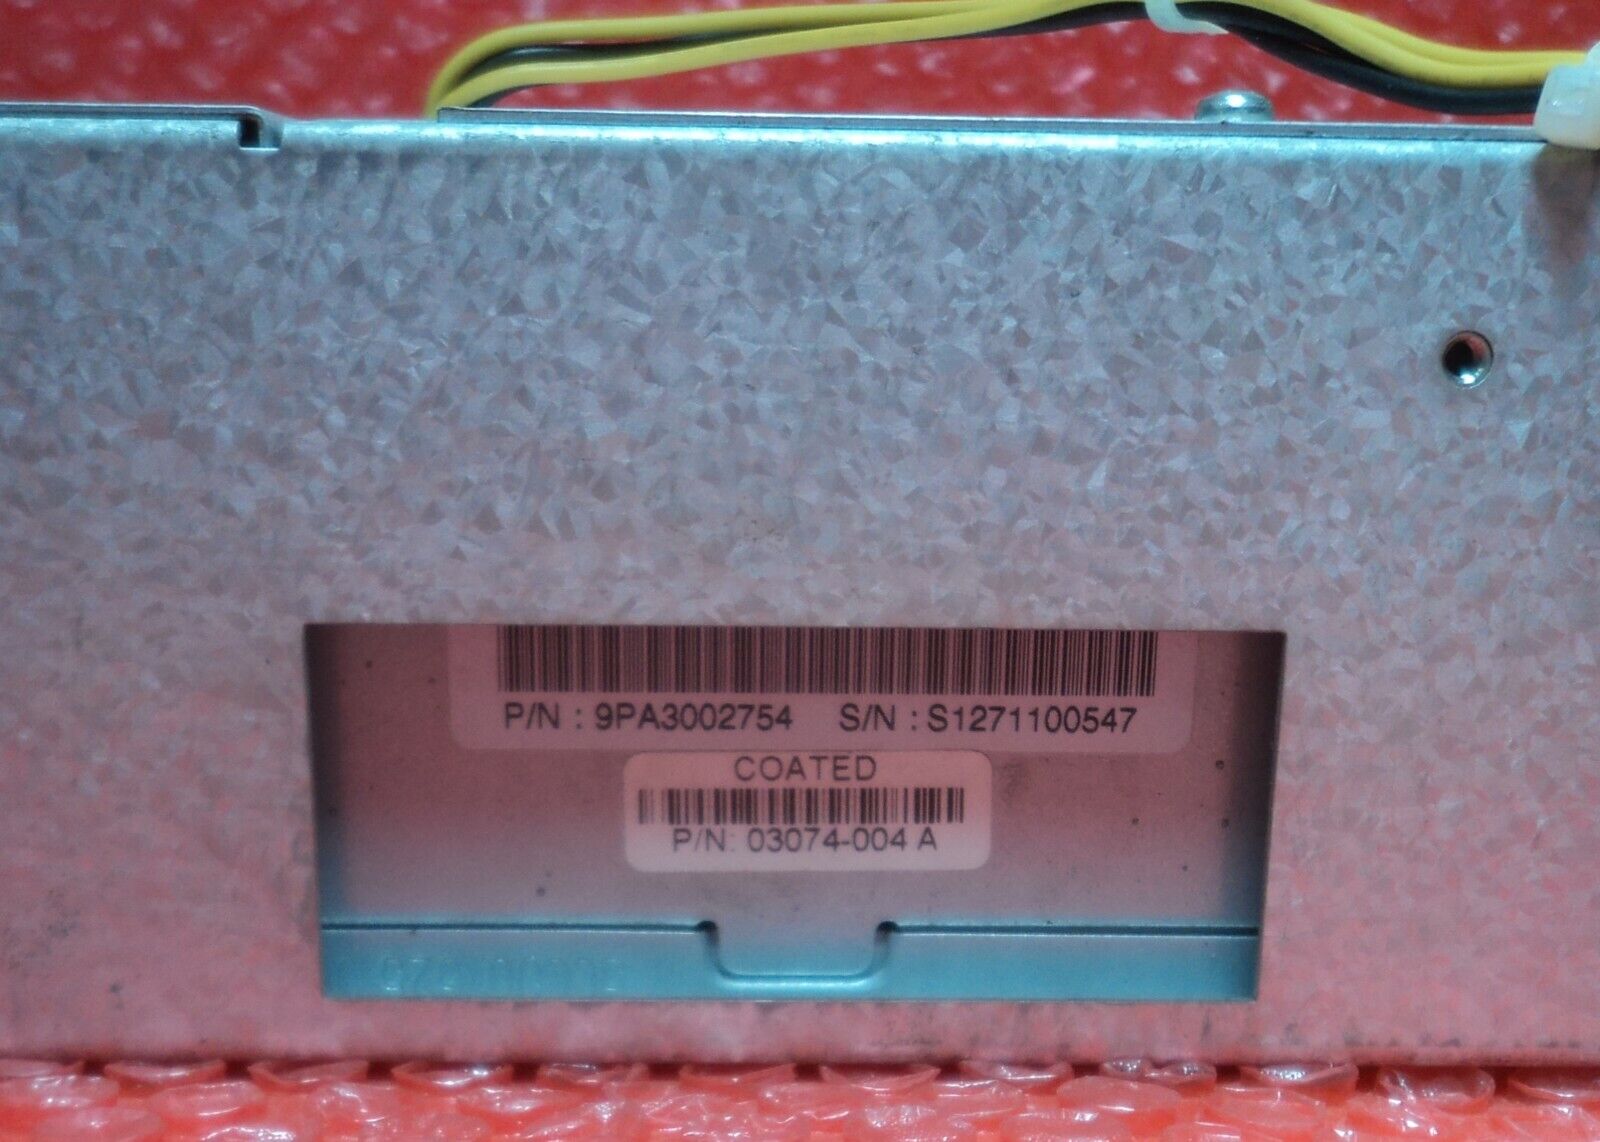 P/N : 9PA3002754 S/N : S1271100547
COATED
P/N: 03074-004 A